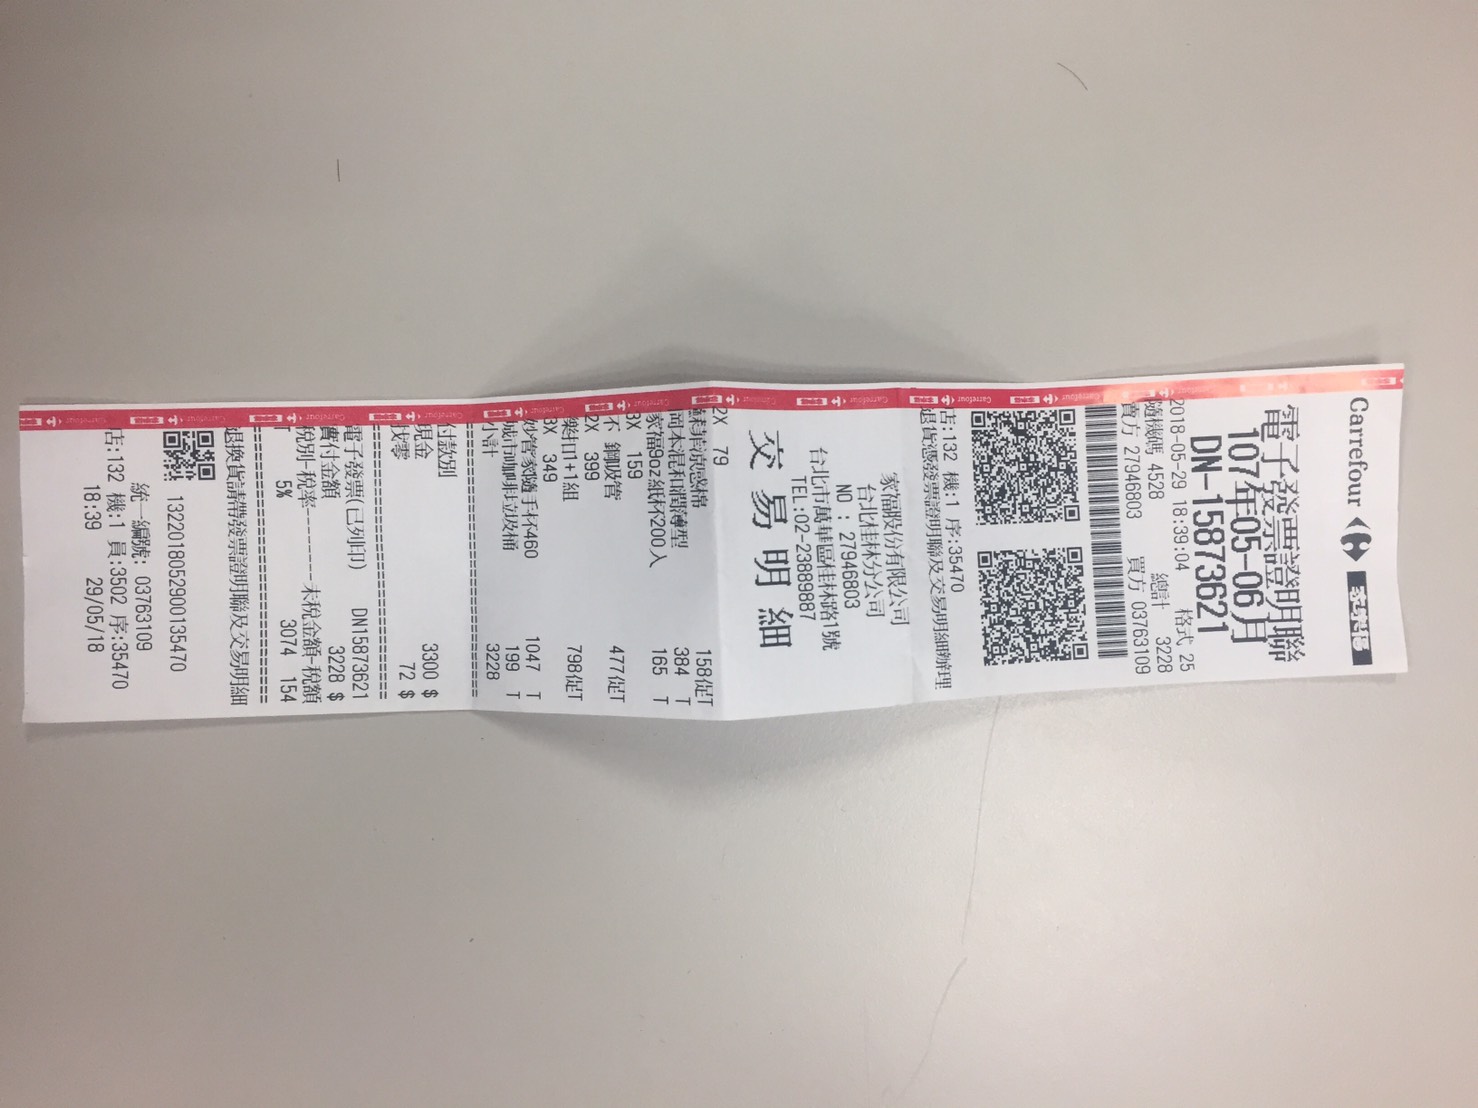 Carrefour 家樂福
電子發票證明聯
107年05-06月
DN-15873621
2018-05-29 18:39:04 格式 25
隨機碼 4528 總計 3228
賣方 27946803 買方 03763109
店:132 機:1 序:35470
退貨憑發票證明聯及交易明細辦理
家福股份有限公司
台北桂林分公司
NO : 27946803
台北市萬華區桂林路1號
TEL:02-23889887
交易明細
2X 79
蘇菲涼感棉 158促T
岡本混和潤薄型 384 T
家福9oz紙杯200入 165 T
3X 159
不 鋼吸管 477促T
2X 399
樂扣1+1組 798促T
3X 349
妙管家隨手杯460 1047 T
城市咖啡垃圾桶 199 T
小計 3228
==============================
付款別
現金 3300 $
找零 72 $
==============================
電子發票(已列印) DN15873621
實付金額 3228 $
稅別-稅率--------未稅金額-稅額
T 5% 3074 154
==============================
退換貨請帶發票證明聯及交易明細
1322018052900135470
統一編號: 03763109
店:132 機:1 員:3502 序:35470
18:39 29/05/18